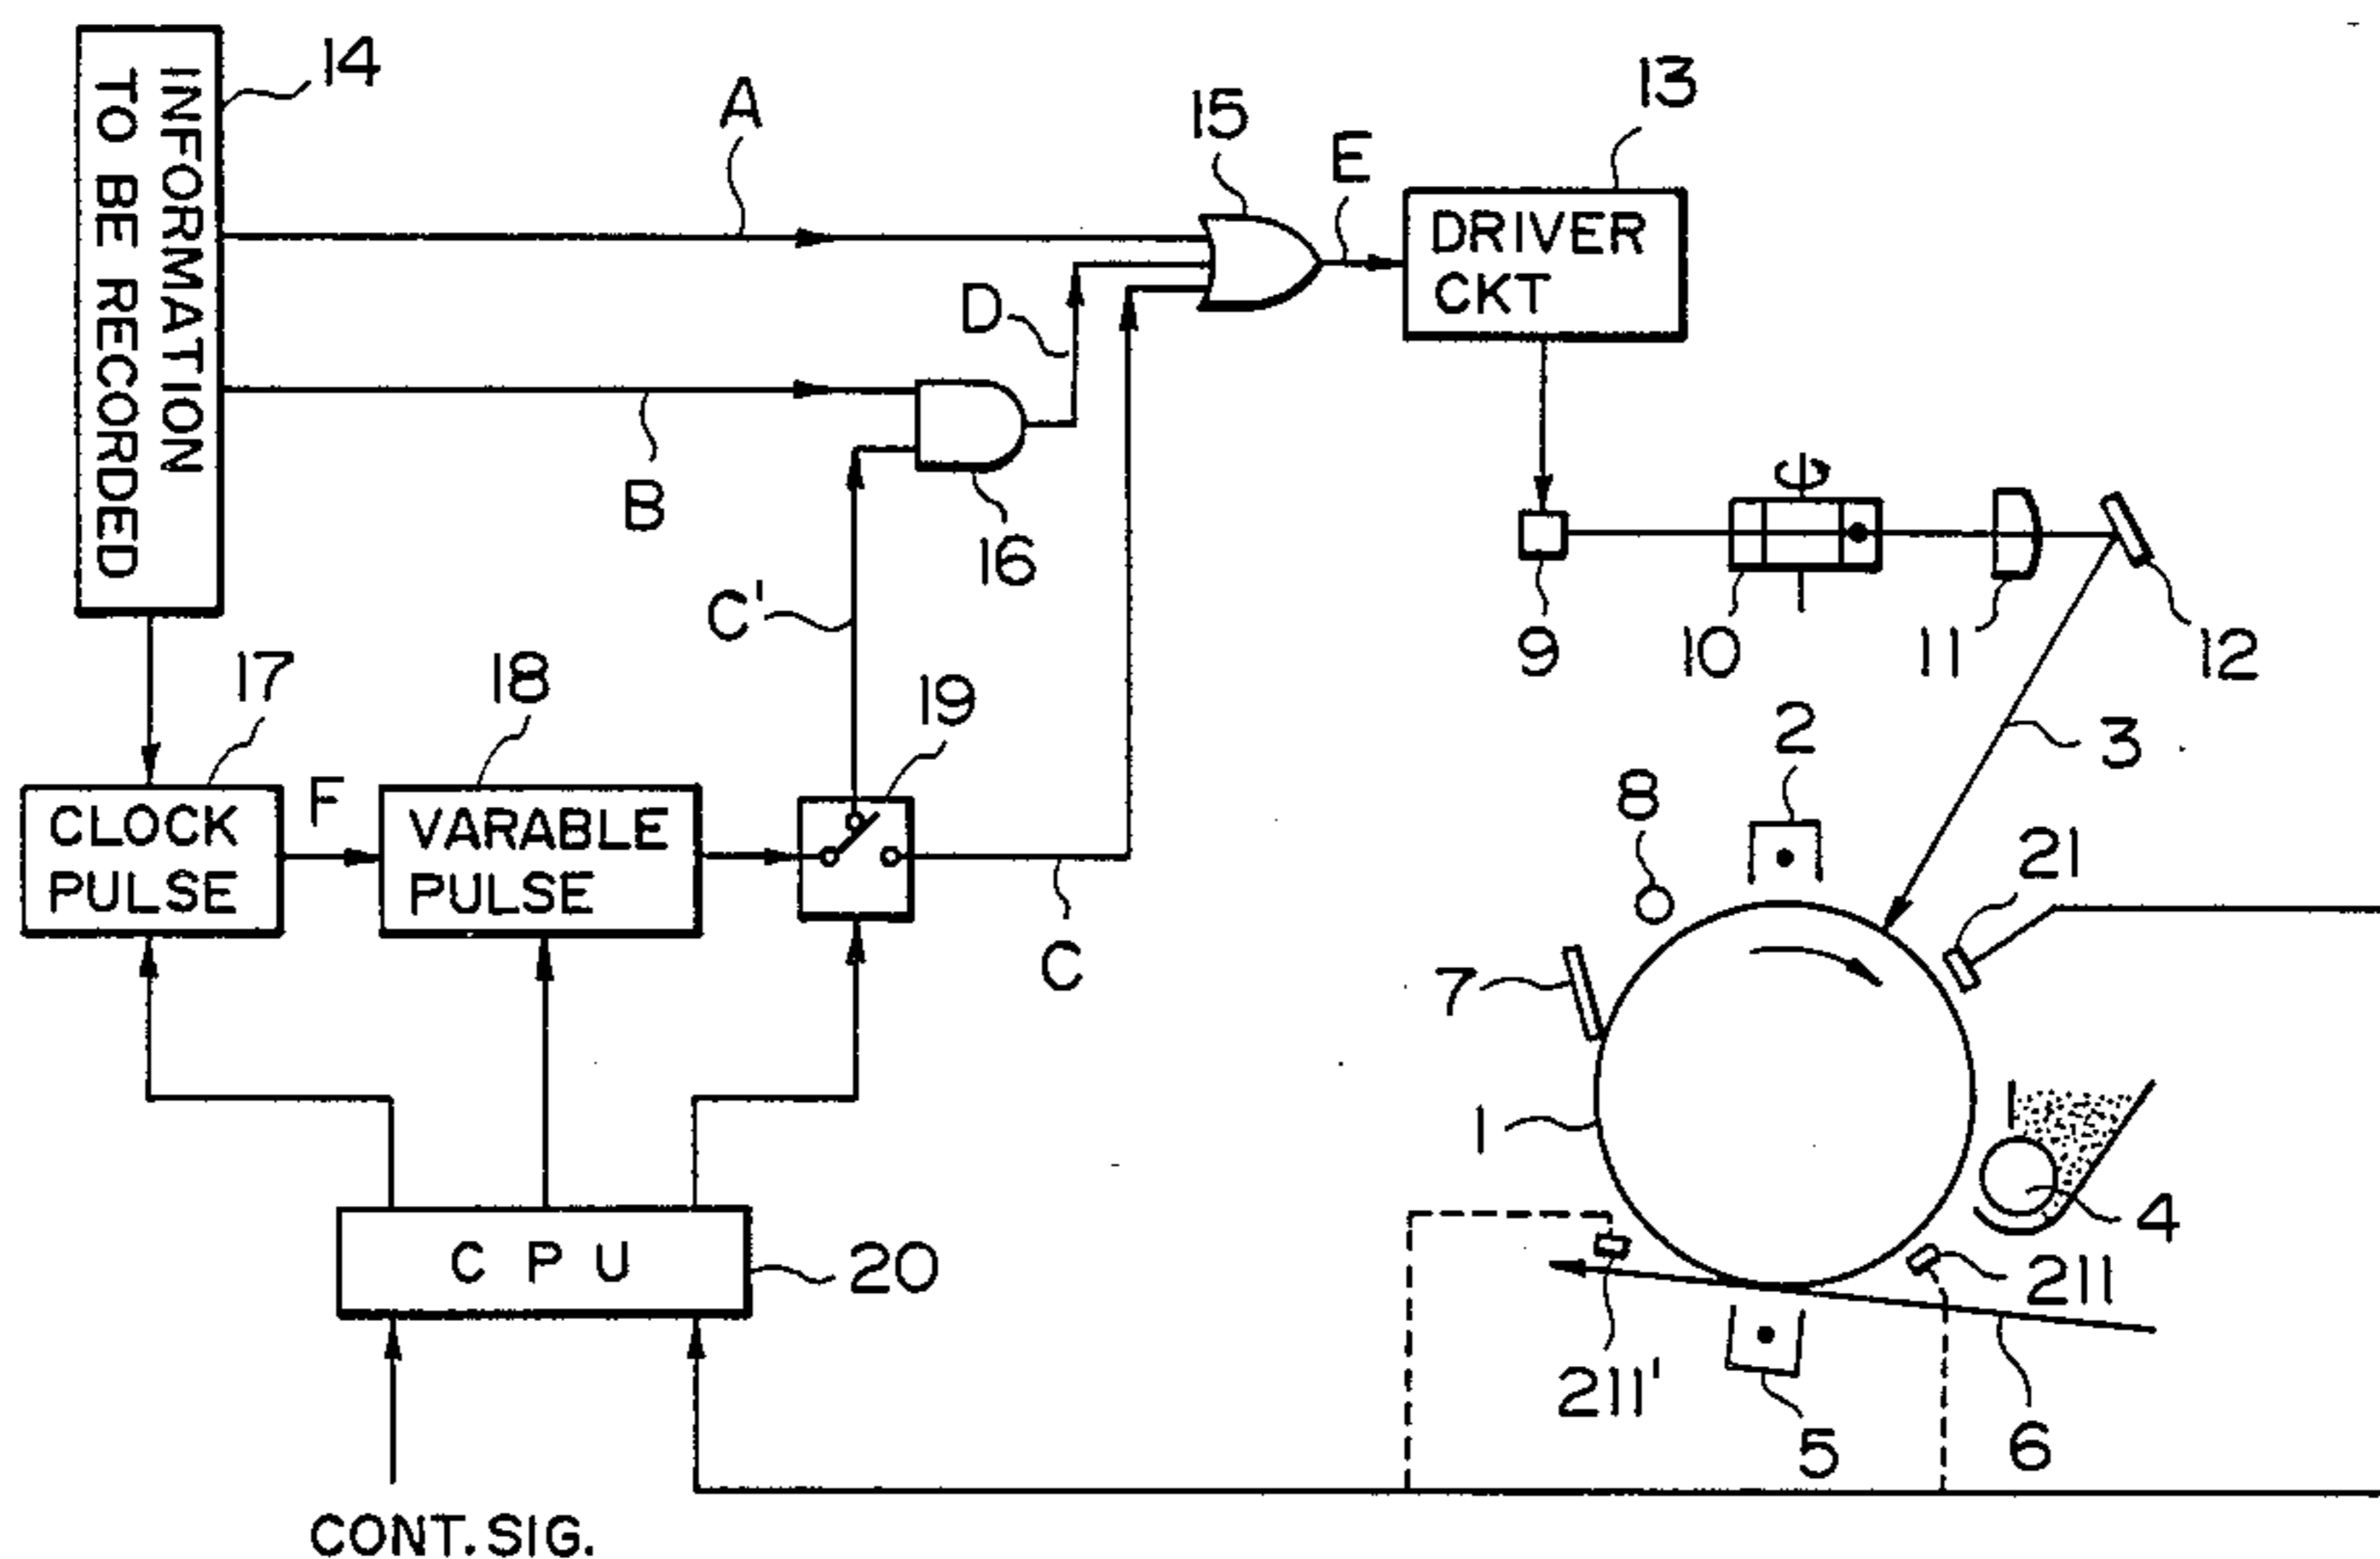 INFORMATION
TO BE RECORDED
14
A
15
E
13
DRIVER
CKT
D
B
16
C'
9
10
11
12
17
18
19
2
3
8
21
CLOCK
PULSE
F
VARABLE
PULSE
C
7
1
4
CPU
20
211
211'
5
6
CONT. SIG.